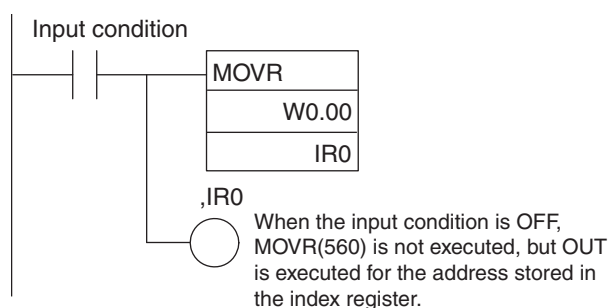 Input condition
MOVR
W0.00
IR0
,IR0
When the input condition is OFF,
MOVR(560) is not executed, but OUT
is executed for the address stored in
the index register.